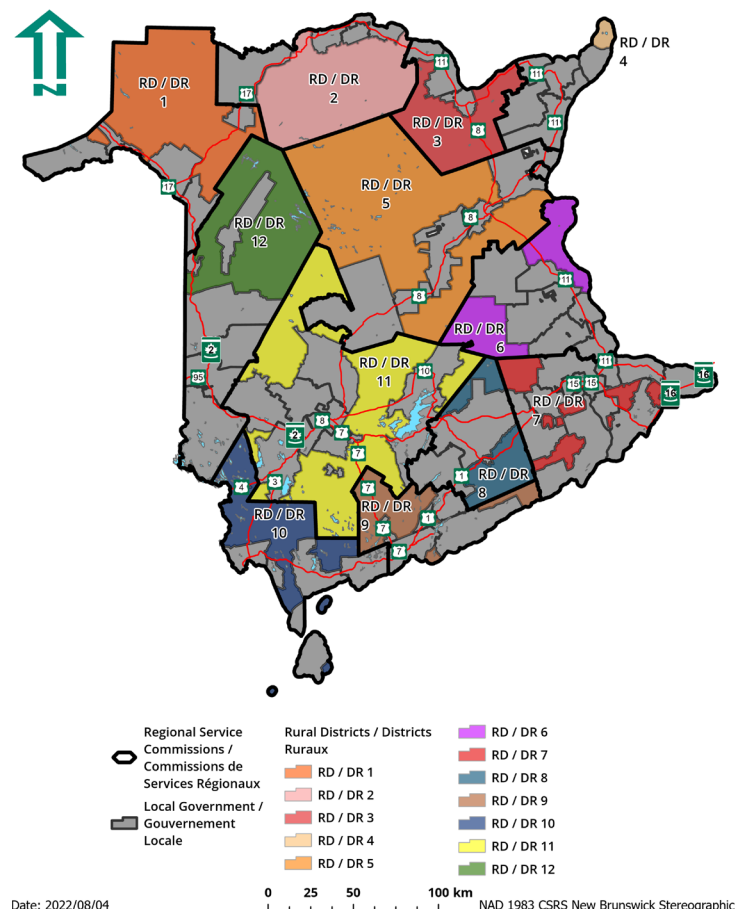 N
RD / DR
1
RD / DR
2
RD / DR
3
RD / DR
4
RD / DR
5
RD / DR
12
RD / DR
6
RD / DR
11
RD / DR
7
RD / DR
8
RD / DR
9
RD / DR
10
11
11
17
8
11
17
8
11
8
2
95
11
16
16
15
15
10
8
2
7
7
1
4
3
7
7
1
7
Regional Service
Commissions /
Commissions de
Services Régionaux
Local Government /
Gouvernement
Locale
Rural Districts / Districts
Ruraux
RD / DR 1
RD / DR 2
RD / DR 3
RD / DR 4
RD / DR 5
RD / DR 6
RD / DR 7
RD / DR 8
RD / DR 9
RD / DR 10
RD / DR 11
RD / DR 12
0 25 50 100 km
Date: 2022/08/04
NAD 1983 CSRS New Brunswick Stereographic